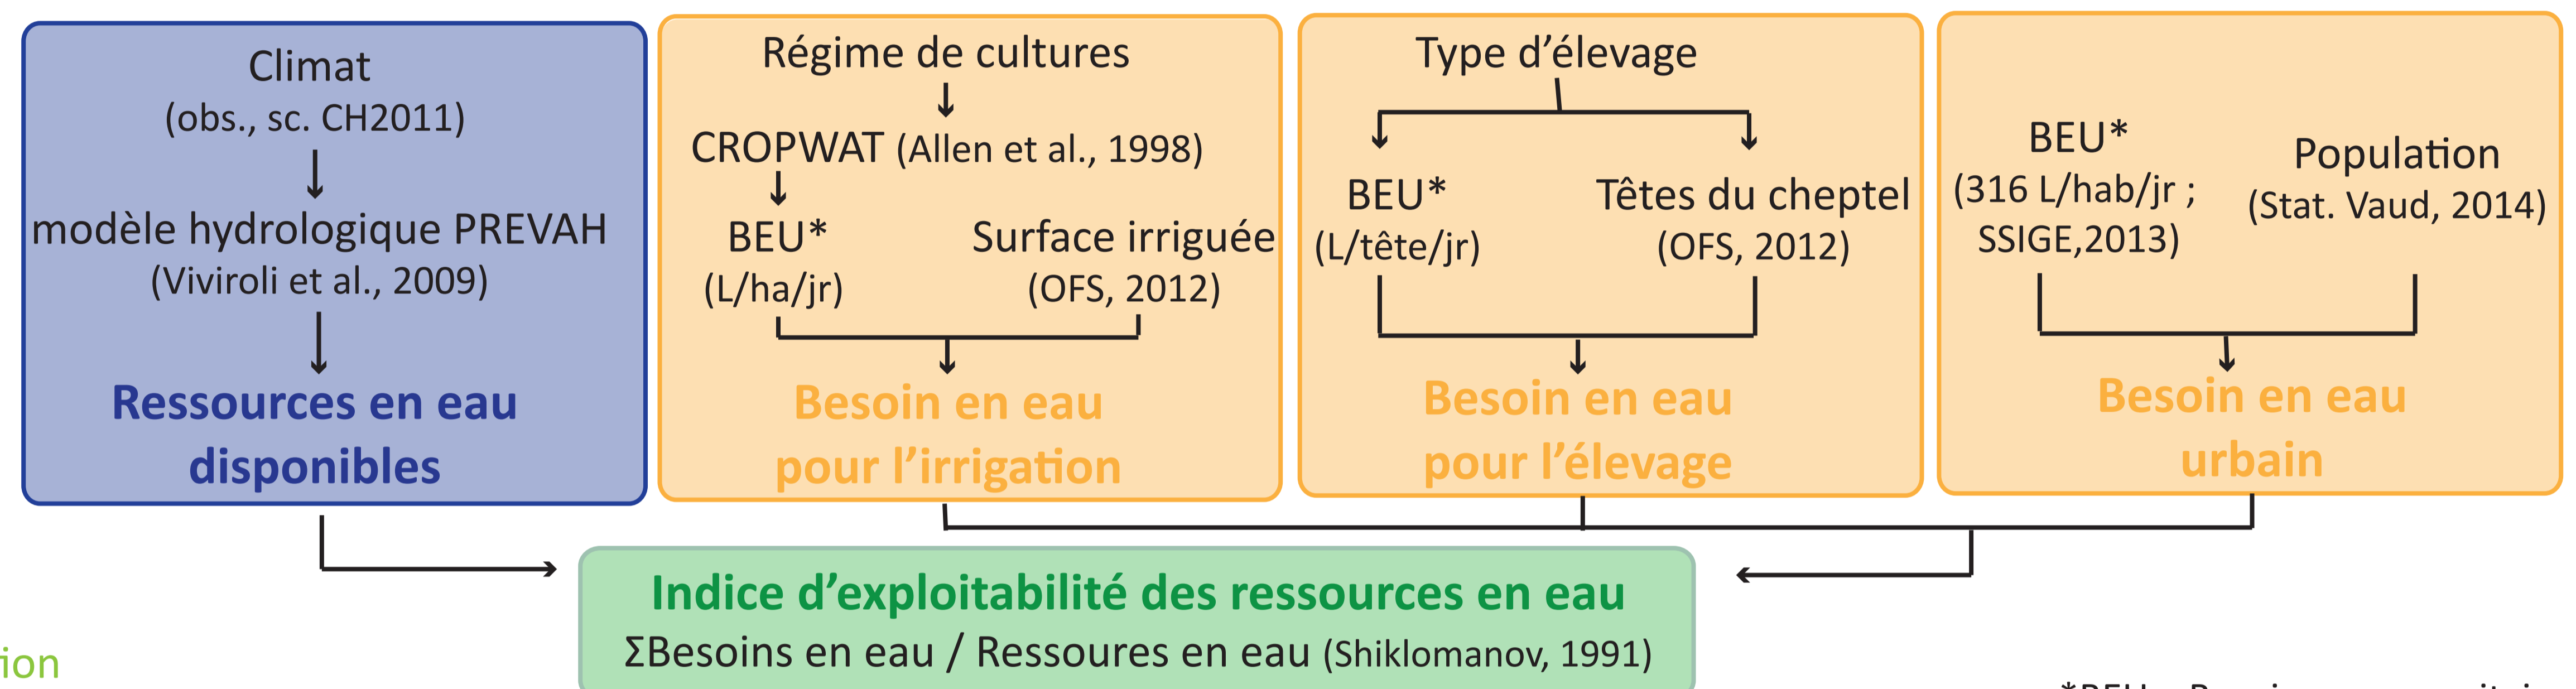 Climat
(obs., sc. CH2011)
modèle hydrologique PREVAH
(Viviroli et al., 2009)
Ressources en eau
disponibles
Régime de cultures
CROPWAT (Allen et al., 1998)
BEU*
(L/ha/jr)
Surface irriguée
(OFS, 2012)
Besoin en eau
pour l’irrigation
Type d’élevage
BEU*
(L/tête/jr)
Têtes du cheptel
(OFS, 2012)
Besoin en eau
pour l’élevage
BEU*
(316 L/hab/jr ;
SSIGE,2013)
Population
(Stat. Vaud, 2014)
Besoin en eau
urbain
Indice d’exploitabilité des ressources en eau
ΣBesoins en eau / Ressoures en eau (Shiklomanov, 1991)